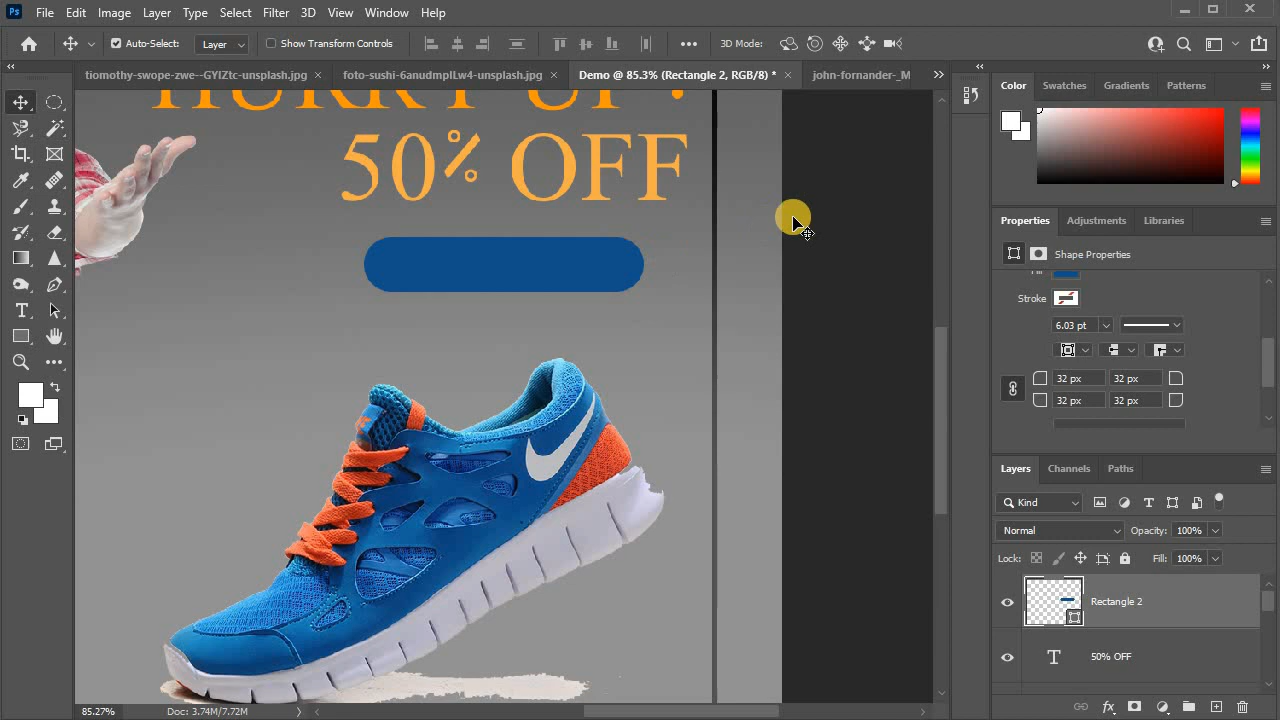 Ps File Edit Image Layer Type Select Filter 3D View Window Help
Auto-Select: Layer Show Transform Controls 3D Mode:
tiomothy-swope-zwe--GYIZtc-unsplash.jpg × foto-sushi-6anudmpILw4-unsplash.jpg × Demo @ 85.3% (Rectangle 2, RGB/8) * × john-fornander-_M
Color Swatches Gradients Patterns
HURRY UP !
50% OFF
Properties Adjustments Libraries
Shape Properties
Fill
Stroke
6.03 pt
32 px 32 px
32 px 32 px
Layers Channels Paths
Kind
Normal Opacity: 100%
Lock: Fill: 100%
Rectangle 2
T 50% OFF
85.27% Doc: 3.74M/7.72M